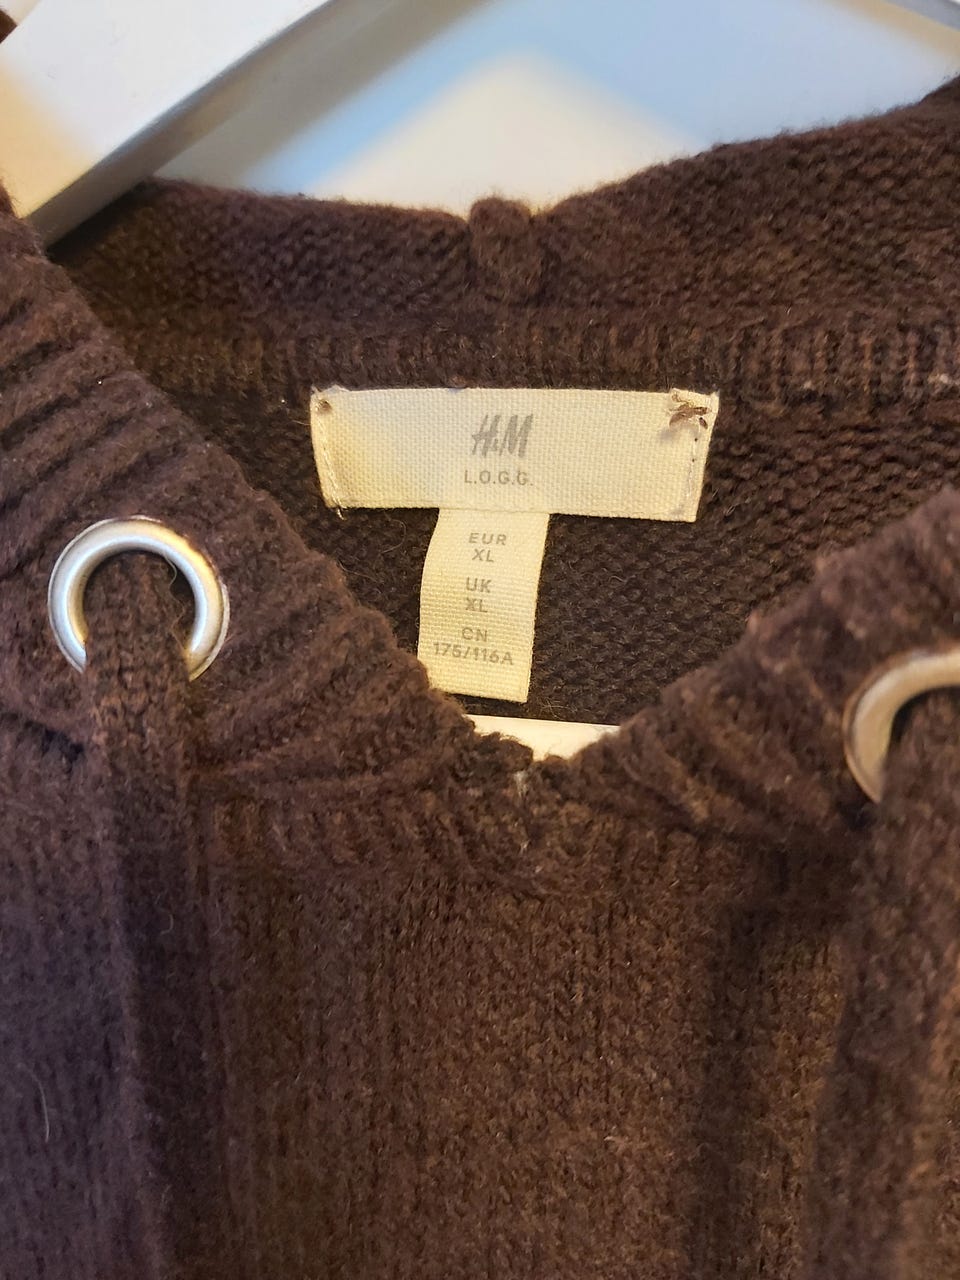 H&M
L.O.G.G.
EUR
XL
UK
XL
CN
175/116A